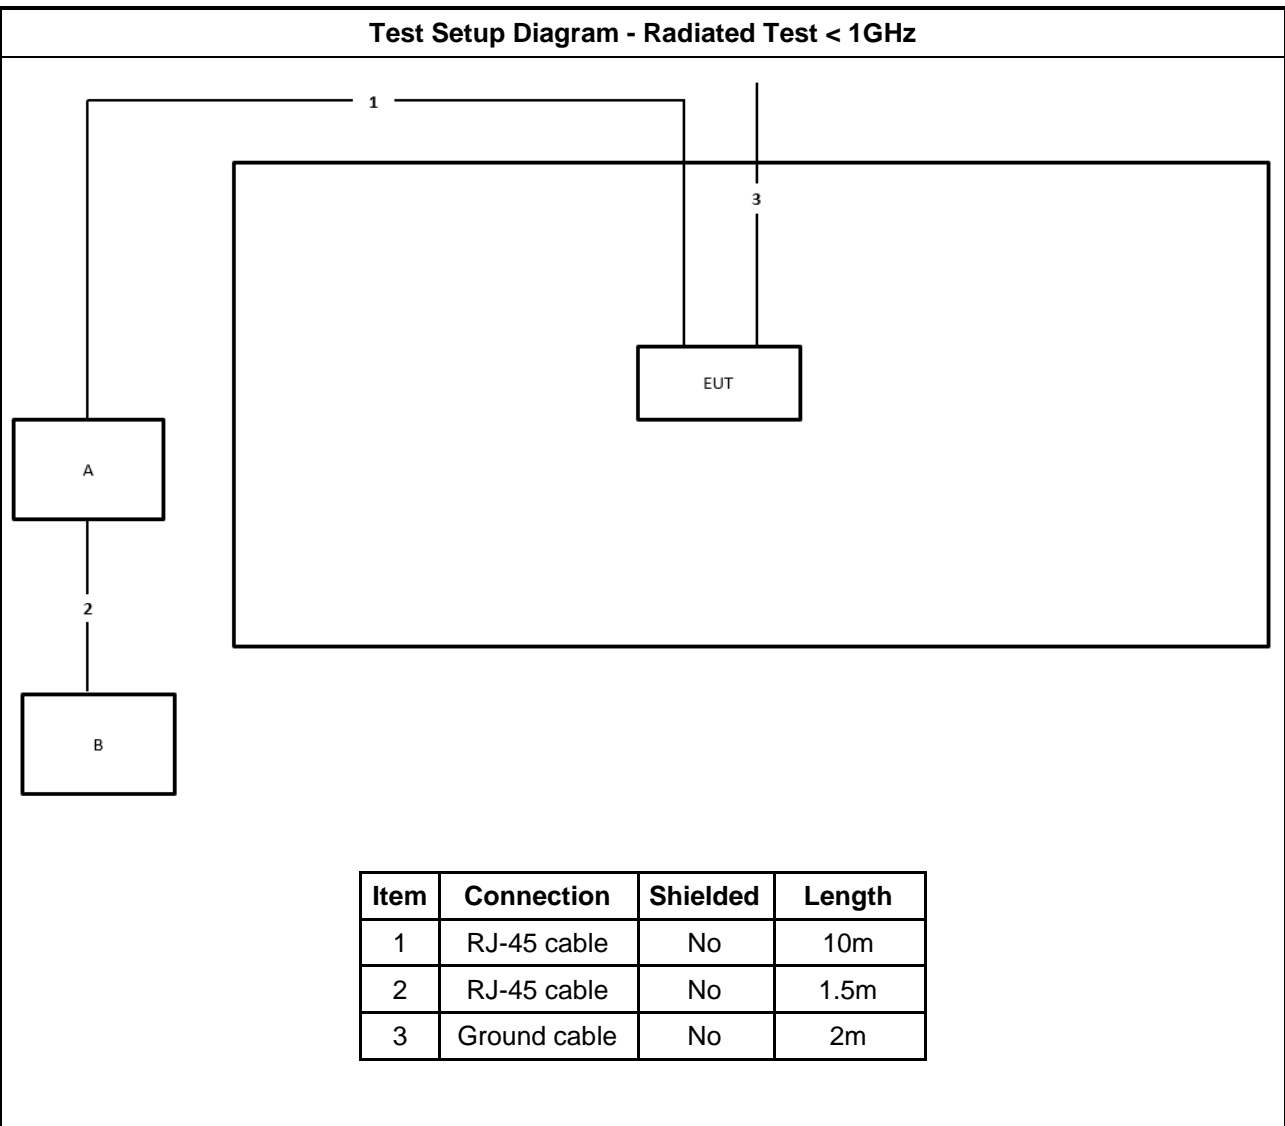 Test Setup Diagram - Radiated Test < 1GHz
1
3
EUT
A
2
B
Item Connection Shielded Length
1 RJ-45 cable No 10m
2 RJ-45 cable No 1.5m
3 Ground cable No 2m